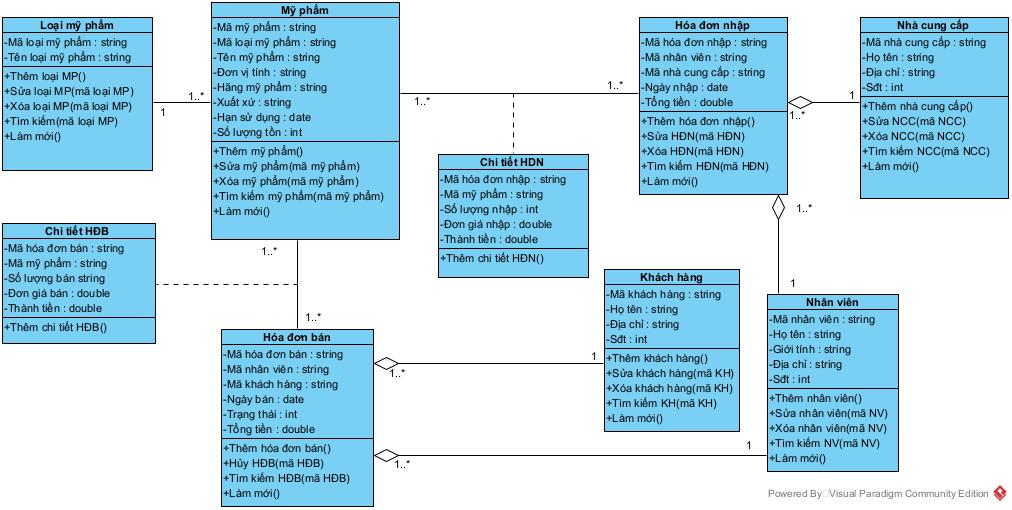 Loại mỹ phẩm
-Mã loại mỹ phẩm : string
-Tên loại mỹ phẩm : string
+Thêm loại MP()
+Sửa loại MP(mã loại MP)
+Xóa loại MP(mã loại MP)
+Tìm kiếm(mã loại MP)
+Làm mới()
1
1..*
Mỹ phẩm
-Mã mỹ phẩm : string
-Mã loại mỹ phẩm : string
-Tên mỹ phẩm : string
-Đơn vị tính : string
-Hãng mỹ phẩm : string
-Xuất xứ : string
-Hạn sử dụng : date
-Số lượng tồn : int
+Thêm mỹ phẩm()
+Sửa mỹ phẩm(mã mỹ phẩm)
+Xóa mỹ phẩm(mã mỹ phẩm)
+Tìm kiếm mỹ phẩm(mã mỹ phẩm)
+Làm mới()
1..*
1..*
Hóa đơn nhập
-Mã hóa đơn nhập : string
-Mã nhân viên : string
-Mã nhà cung cấp : string
-Ngày nhập : date
-Tổng tiền : double
+Thêm hóa đơn nhập()
+Sửa HĐN(mã HĐN)
+Xóa HĐN(mã HĐN)
+Tìm kiếm HĐN(mã HĐN)
+Làm mới()
1..*
1
Nhà cung cấp
-Mã nhà cung cấp : string
-Họ tên : string
-Địa chỉ : string
-Sđt : int
+Thêm nhà cung cấp()
+Sửa NCC(mã NCC)
+Xóa NCC(mã NCC)
+Tìm kiếm NCC(mã NCC)
+Làm mới()
Chi tiết HDN
-Mã hóa đơn nhập : string
-Mã mỹ phẩm : string
-Số lượng nhập : int
-Đơn giá nhập : double
-Thành tiền : double
+Thêm chi tiết HĐN()
1..*
1
Chi tiết HĐB
-Mã hóa đơn bán : string
-Mã mỹ phẩm : string
-Số lượng bán string
-Đơn giá bán : double
-Thành tiền : double
+Thêm chi tiết HĐB()
1..*
1..*
Hóa đơn bán
-Mã hóa đơn bán : string
-Mã nhân viên : string
-Mã khách hàng : string
-Ngày bán : date
-Trạng thái : int
-Tổng tiền : double
+Thêm hóa đơn bán()
+Hủy HĐB(mã HĐB)
+Tìm kiếm HĐB(mã HĐB)
+Làm mới()
1..*
1
Khách hàng
-Mã khách hàng : string
-Họ tên : string
-Địa chỉ : string
-Sđt : int
+Thêm khách hàng()
+Sửa khách hàng(mã KH)
+Xóa khách hàng(mã KH)
+Tìm kiếm KH(mã KH)
+Làm mới()
1..*
1
Nhân viên
-Mã nhân viên : string
-Họ tên : string
-Giới tính : string
-Địa chỉ : string
-Sđt : int
+Thêm nhân viên()
+Sửa nhân viên(mã NV)
+Xóa nhân viên(mã NV)
+Tìm kiếm NV(mã NV)
+Làm mới()
Powered By Visual Paradigm Community Edition